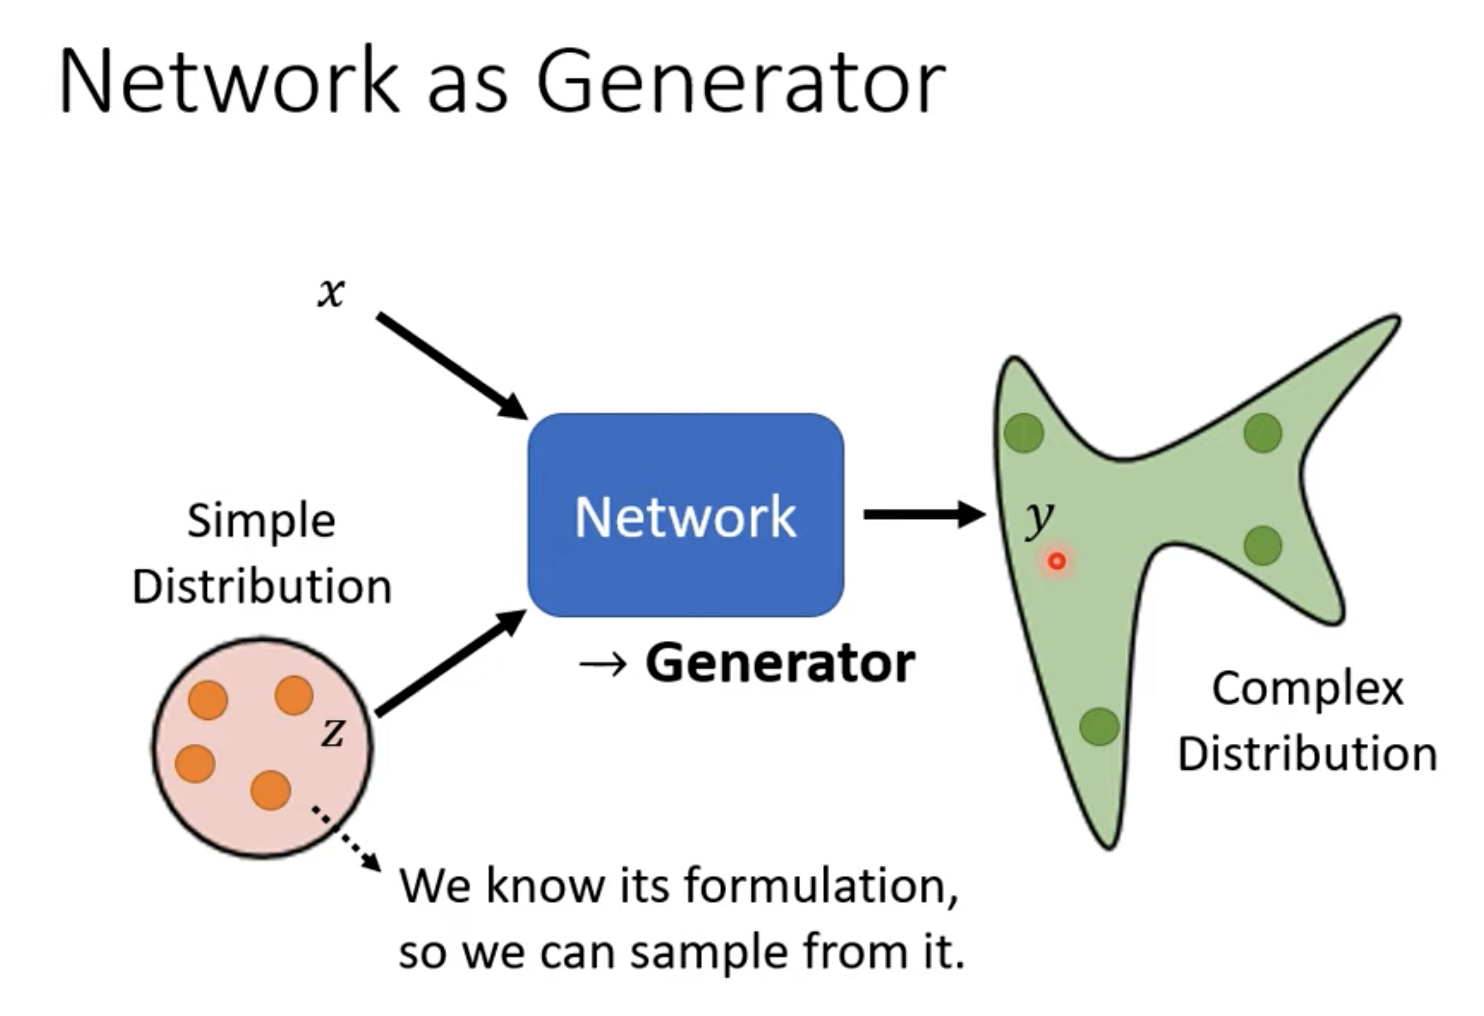 Network as Generator
x
Simple
Distribution
z
Network
→ Generator
y
Complex
Distribution
We know its formulation,
so we can sample from it.